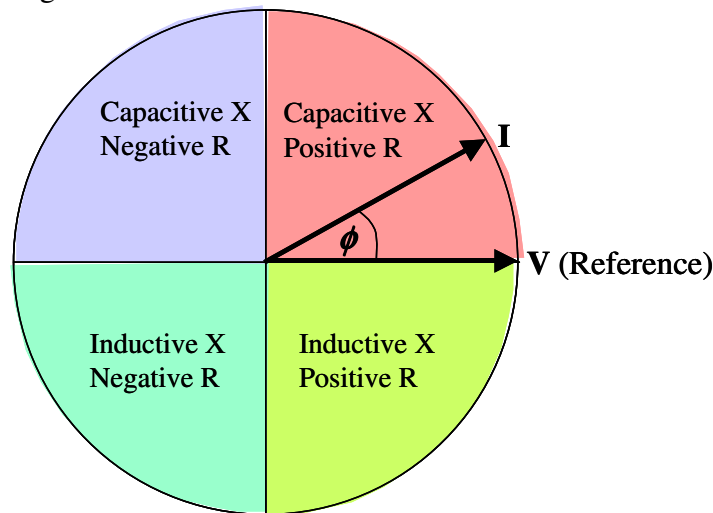 Capacitive X
Negative R
Capacitive X
Positive R
I
ϕ
V (Reference)
Inductive X
Negative R
Inductive X
Positive R